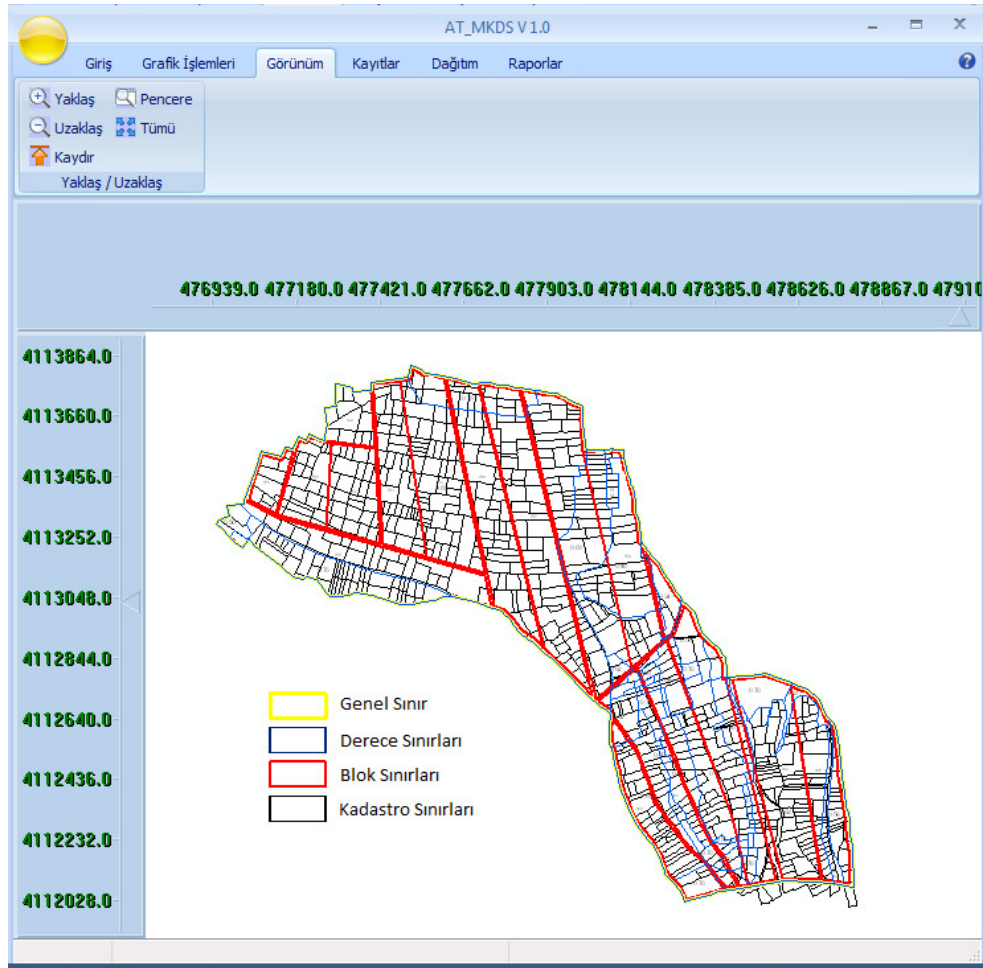 AT_MKDS V 1.0
Giriş Grafik İşlemleri Görünüm Kayıtlar Dağıtım Raporlar
Yaklaş Pencere
Uzaklaş Tümü
Kaydır
Yaklaş / Uzaklaş
476939.0 477180.0 477421.0 477662.0 477903.0 478144.0 478385.0 478626.0 478867.0 47910
4113864.0
4113660.0
4113456.0
4113252.0
4113048.0
4112844.0
4112640.0
4112436.0
4112232.0
4112028.0
Genel Sınır
Derece Sınırları
Blok Sınırları
Kadastro Sınırları